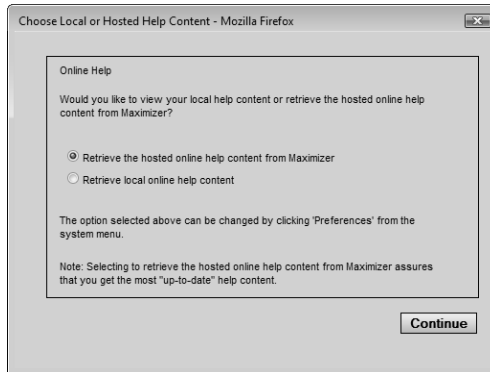 Choose Local or Hosted Help Content - Mozilla Firefox
Online Help
Would you like to view your local help content or retrieve the hosted online help
content from Maximizer?
Retrieve the hosted online help content from Maximizer
Retrieve local online help content
The option selected above can be changed by clicking 'Preferences' from the
system menu.
Note: Selecting to retrieve the hosted online help content from Maximizer assures
that you get the most "up-to-date" help content.
Continue